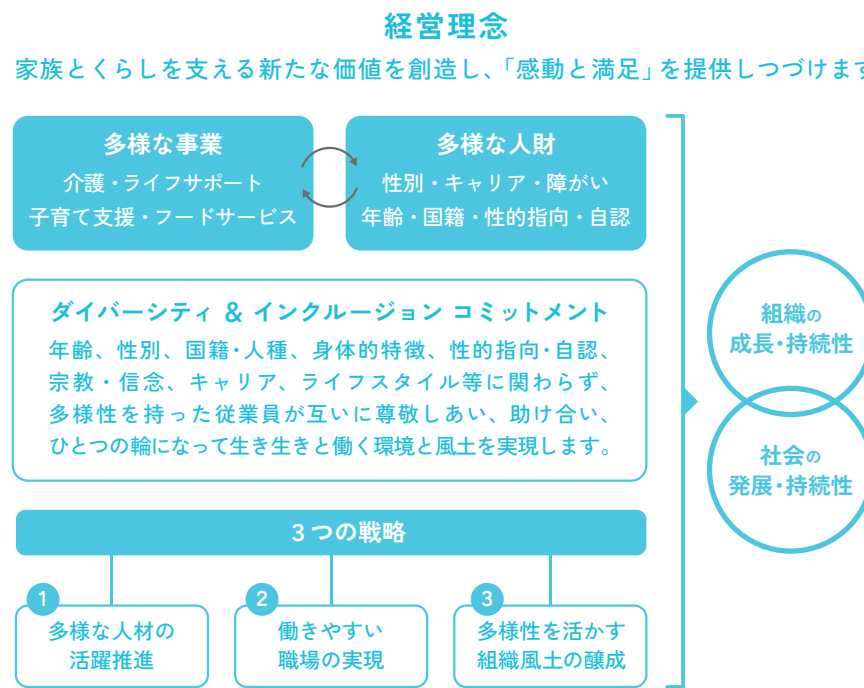 経営理念
家族とくらしを支える新たな価値を創造し、「感動と満足」を提供しつづけます
多様な事業
介護・ライフサポート
子育て支援・フードサービス
多様な人財
性別・キャリア・障がい
年齢・国籍・性的指向・自認
ダイバーシティ & インクルージョン コミットメント
年齢、性別、国籍・人種、身体的特徴、性的指向・自認、
宗教・信念、キャリア、ライフスタイル等に関わらず、
多様性を持った従業員が互いに尊敬しあい、助け合い、
ひとつの輪になって生き生きと働く環境と風土を実現します。
3つの戦略
1
多様な人材の
活躍推進
2
働きやすい
職場の実現
3
多様性を活かす
組織風土の醸成
組織の
成長・持続性
社会の
発展・持続性